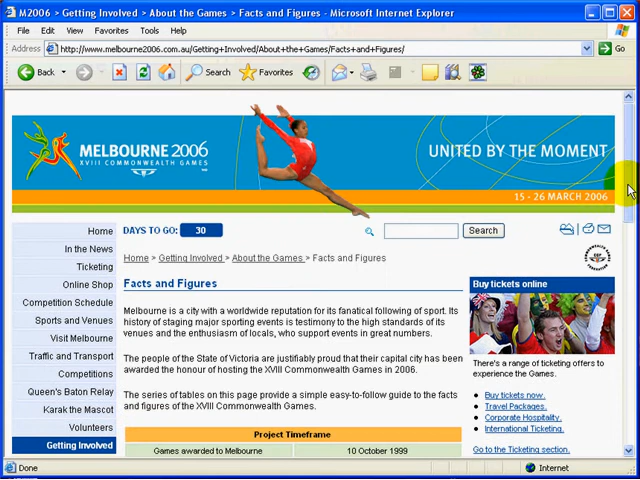 M2006 > Getting Involved > About the Games > Facts and Figures - Microsoft Internet Explorer
File Edit View Favorites Tools Help
Address http://www.melbourne2006.com.au/Getting+Involved/About+the+Games/Facts+and+Figures/ Go
Back Search Favorites
MELBOURNE 2006
XVIII COMMONWEALTH GAMES
UNITED BY THE MOMENT
15 - 26 MARCH 2006
Home
In the News
Ticketing
Online Shop
Competition Schedule
Sports and Venues
Visit Melbourne
Traffic and Transport
Competitions
Queen's Baton Relay
Karak the Mascot
Volunteers
Getting Involved
DAYS TO GO: 30 Search
Home > Getting Involved > About the Games > Facts and Figures
Facts and Figures
Melbourne is a city with a worldwide reputation for its fanatical following of sport. Its
history of staging major sporting events is testimony to the high standards of its
venues and the enthusiasm of locals, who support events in great numbers.
The people of the State of Victoria are justifiably proud that their capital city has been
awarded the honour of hosting the XVIII Commonwealth Games in 2006.
The series of tables on this page provide a simple easy-to-follow guide to the facts
and figures of the XVIII Commonwealth Games.
Project Timeframe
Games awarded to Melbourne 10 October 1999
Buy tickets online
There's a range of ticketing offers to
experience the Games.
Buy tickets now.
Travel Packages.
Corporate Hospitality.
International Ticketing.
Go to the Ticketing section.
Done Internet